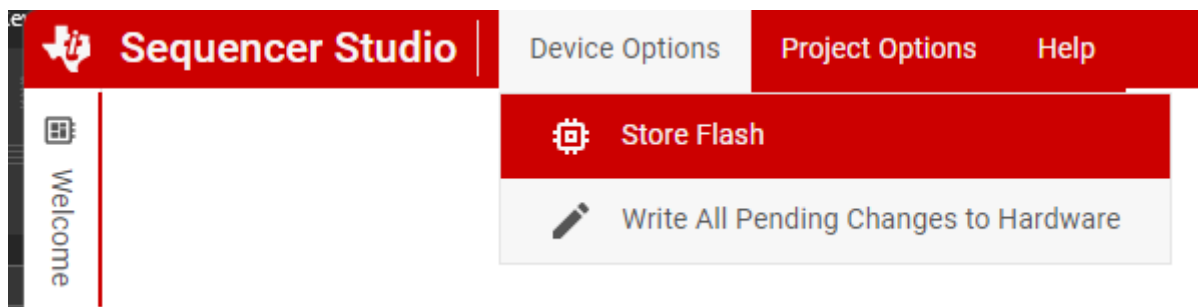 Sequencer Studio Device Options Project Options Help
Store Flash
Write All Pending Changes to Hardware
Welcome